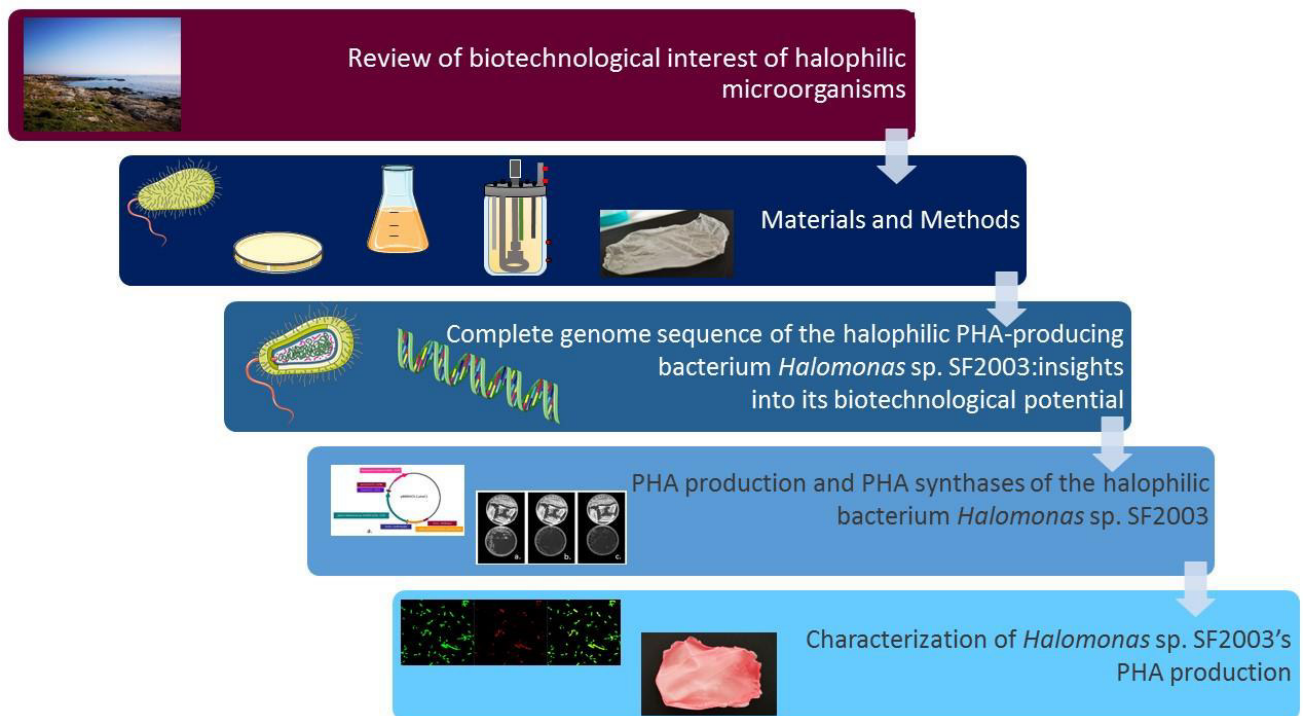 Review of biotechnological interest of halophilic
microorganisms
Materials and Methods
Complete genome sequence of the halophilic PHA-producing
bacterium Halomonas sp. SF2003:insights
into its biotechnological potential
PHA production and PHA synthases of the halophilic
bacterium Halomonas sp. SF2003
a.
b.
c.
Characterization of Halomonas sp. SF2003's
PHA production